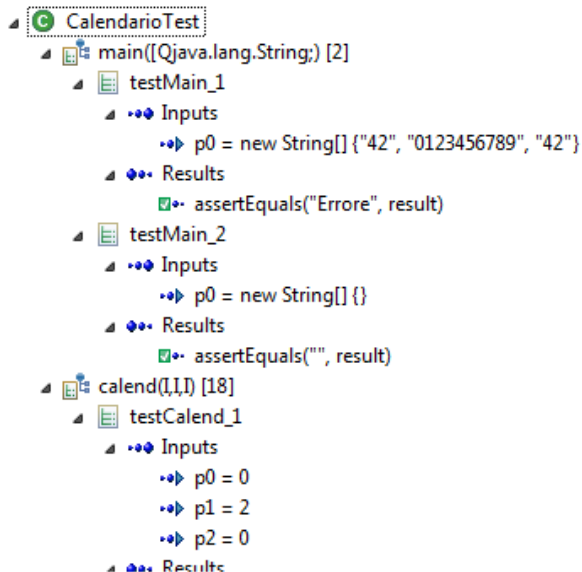 CalendarioTest
main([Qjava.lang.String;) [2]
testMain_1
Inputs
p0 = new String[] {"42", "0123456789", "42"}
Results
assertEquals("Errore", result)
testMain_2
Inputs
p0 = new String[] {}
Results
assertEquals("", result)
calend(I,I,I) [18]
testCalend_1
Inputs
p0 = 0
p1 = 2
p2 = 0
Results